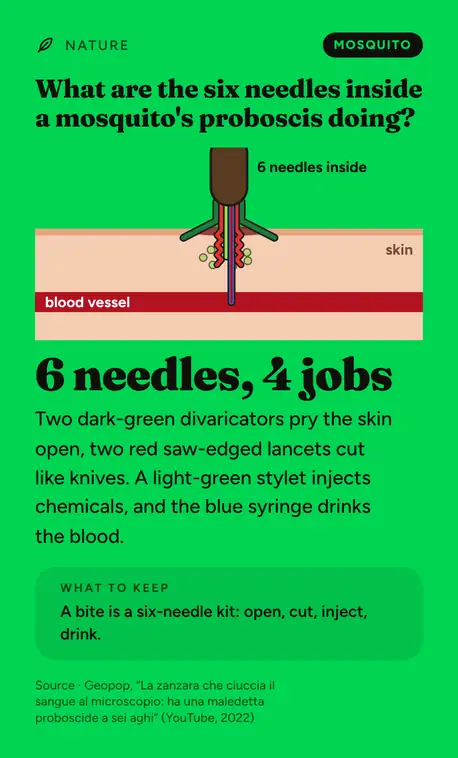 NATURE
MOSQUITO
What are the six needles inside
a mosquito's proboscis doing?
6 needles inside
skin
blood vessel
6 needles, 4 jobs
Two dark-green divaricators pry the skin
open, two red saw-edged lancets cut
like knives. A light-green stylet injects
chemicals, and the blue syringe drinks
the blood.
WHAT TO KEEP
A bite is a six-needle kit: open, cut, inject,
drink.
Source · Geopop, “La zanzara che ciuccia il
sangue al microscopio: ha una maledetta
proboscide a sei aghi” (YouTube, 2022)